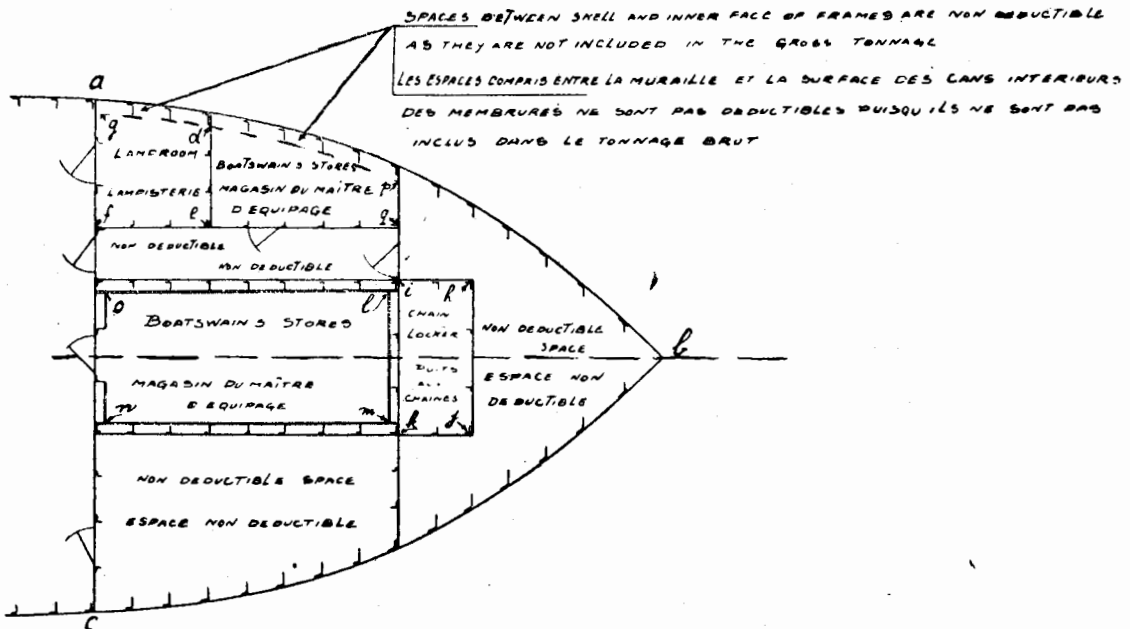 SPACES BETWEEN SHELL AND INNER FACE OF FRAMES ARE NON DEDUCTIBLE
AS THEY ARE NOT INCLUDED IN THE GROSS TONNAGE
LES ESPACES COMPRIS ENTRE LA MURAILLE ET LA SURFACE DES CANS INTERIEURS
DES MEMBRURES NE SONT PAS DEDUCTIBLES PUISQU ILS NE SONT PAS
INCLUS DANS LE TONNAGE BRUT
a
g
d
LAMPROOM
BOATSWAIN S STORES
LAMPISTERIE
MAGASIN DU MAÎTRE
p
D EQUIPAGE
f
e
q
NON DEDUCTIBLE
NON DEDUCTIBLE
o
l
i
h
BOATSWAIN S STORES
CHAIN
LOCKER
NON DEDUCTIBLE
SPACE
b
PUITS
AUX
CHAINES
ESPACE NON
DEDUCTIBLE
MAGASIN DU MAÎTRE
D EQUIPAGE
n
m
k
j
NON DEDUCTIBLE SPACE
ESPACE NON DEDUCTIBLE
c